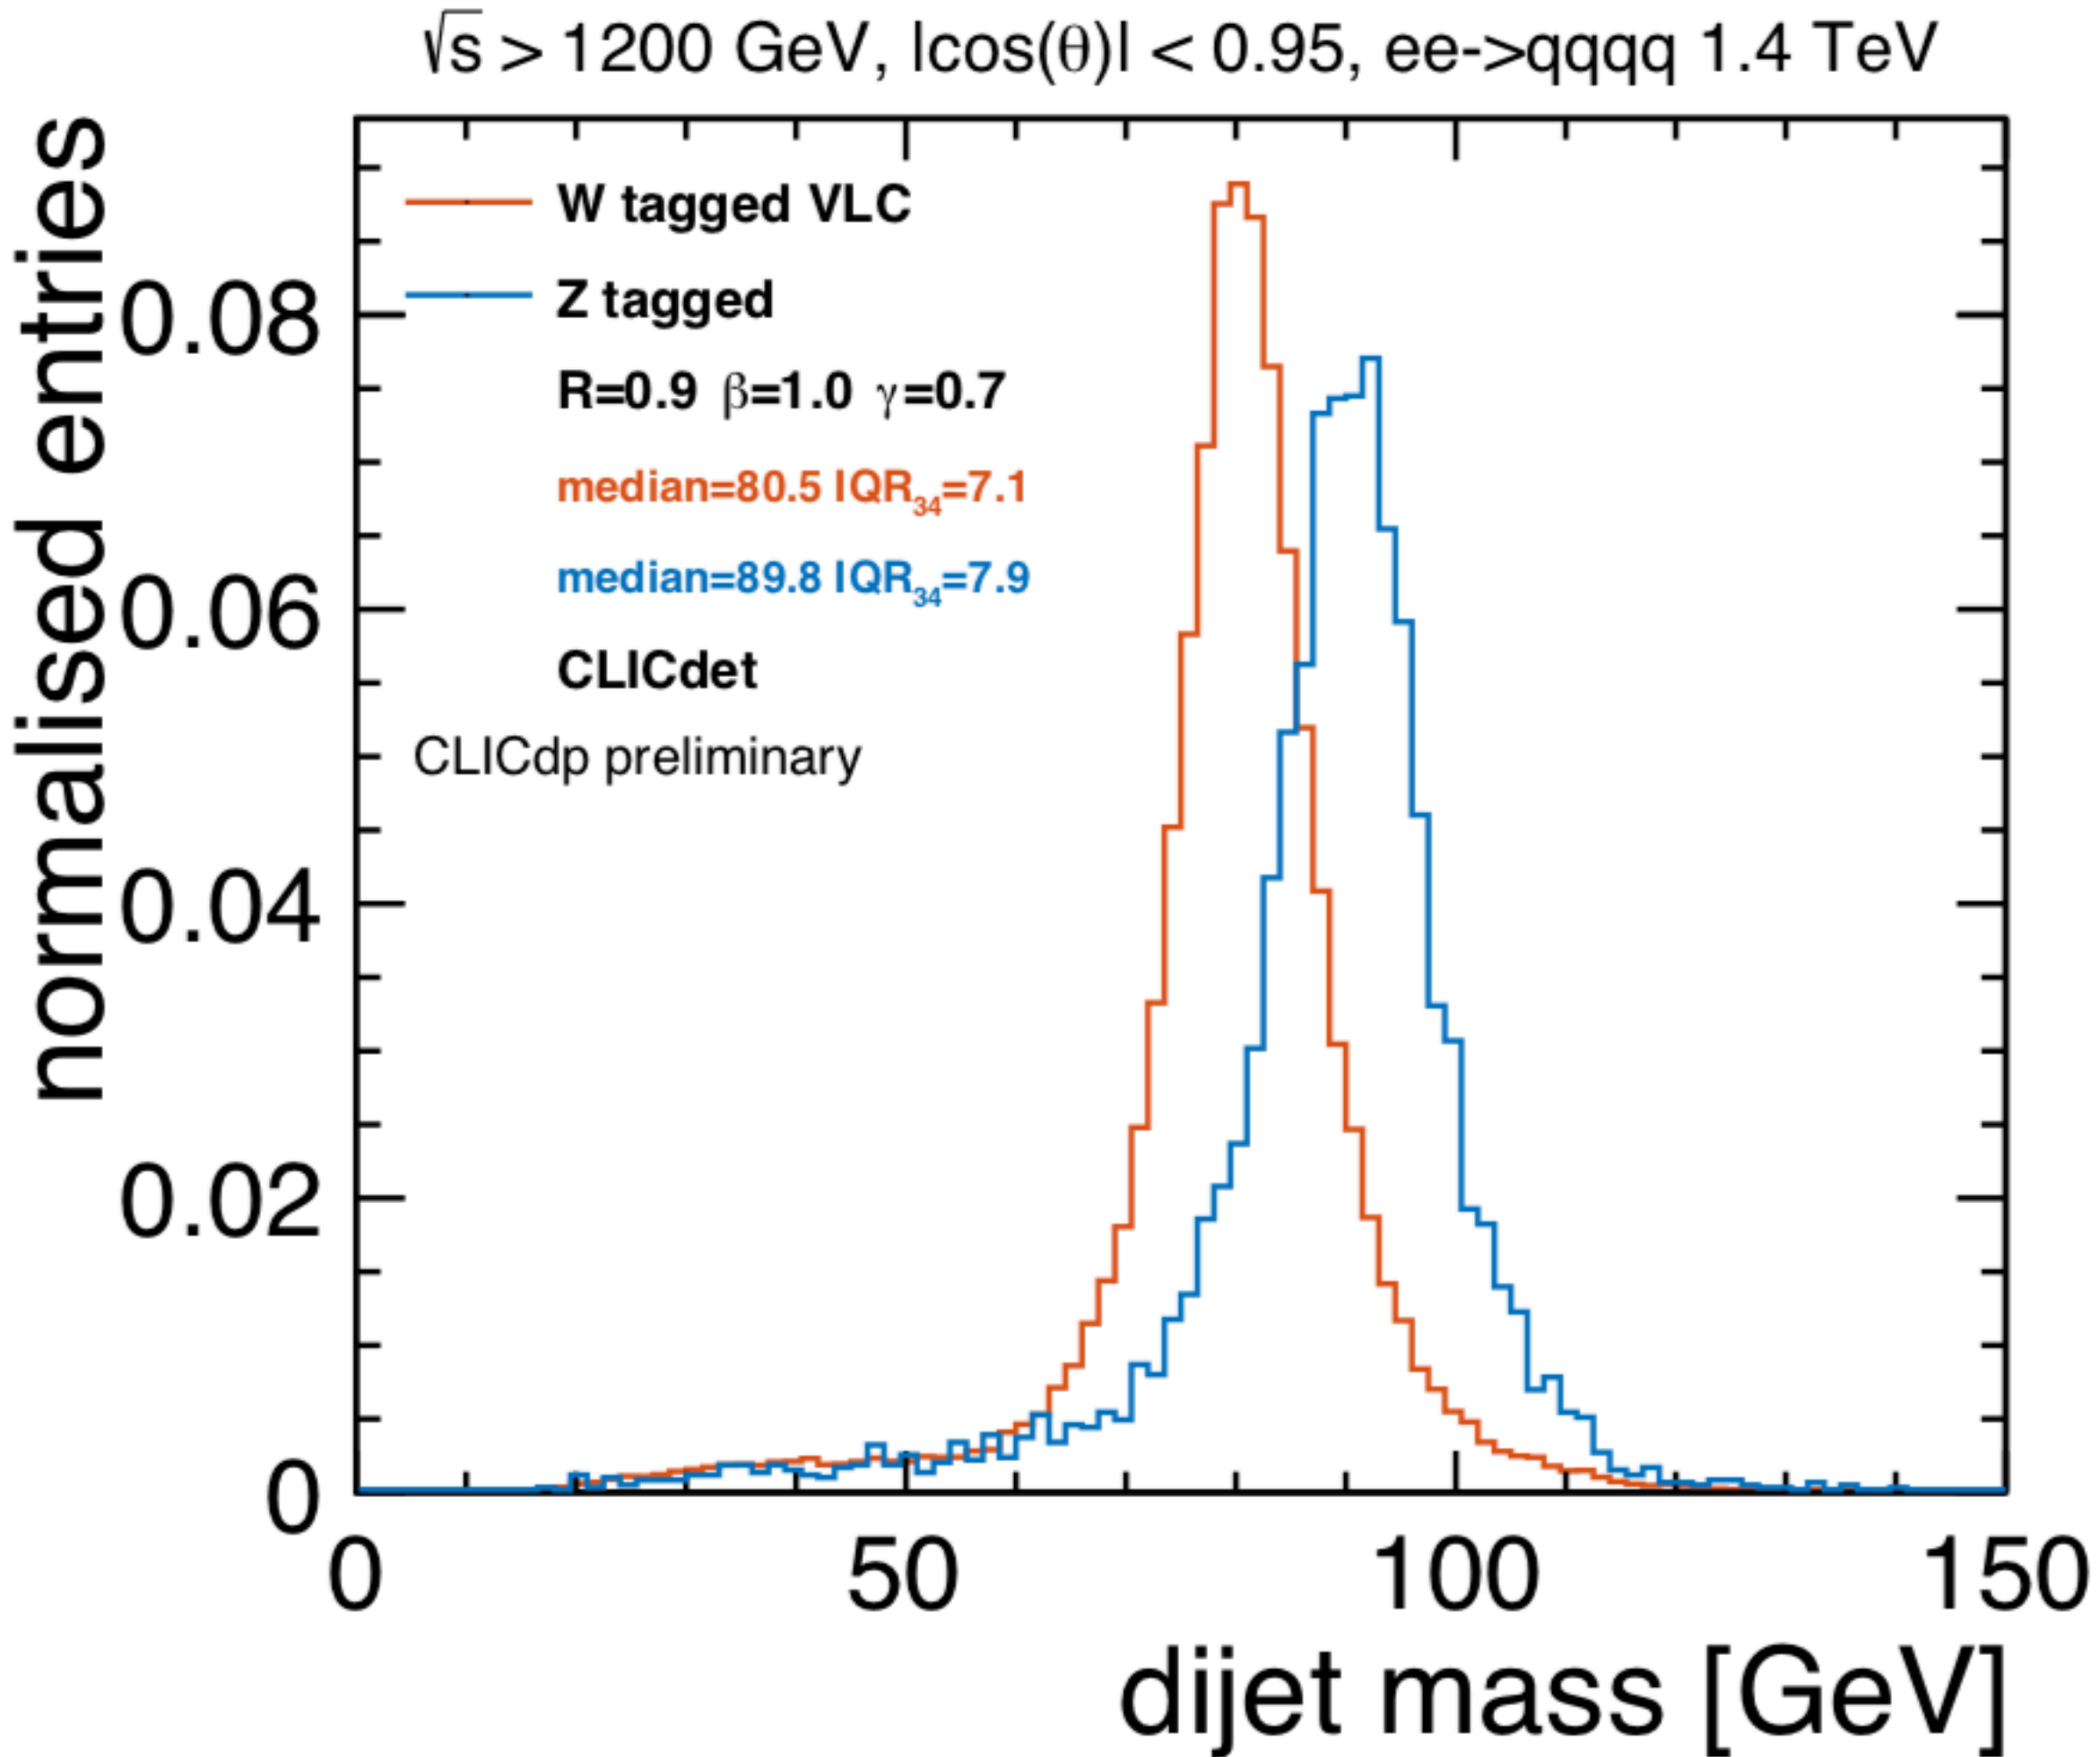 √s > 1200 GeV, |cos(θ)| < 0.95, ee->qqqq 1.4 TeV
normalised entries
W tagged VLC
Z tagged
R=0.9 β=1.0 γ=0.7
median=80.5 IQR34=7.1
median=89.8 IQR34=7.9
CLICdet
CLICdp preliminary
0.08
0.06
0.04
0.02
0
0 50 100 150
dijet mass [GeV]